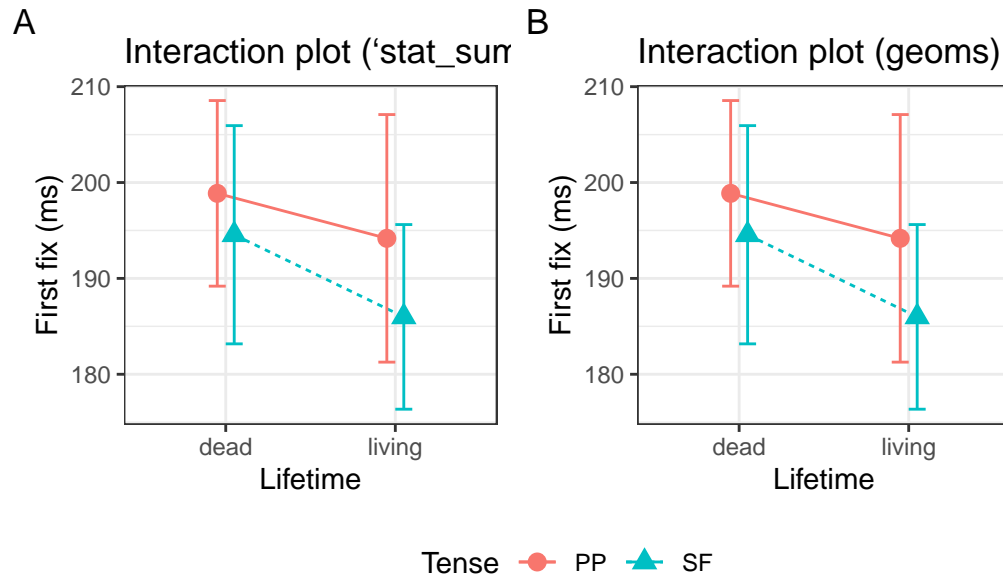 A
Interaction plot (‘stat_sum
210
200
190
180
First fix (ms)
dead living
Lifetime
B
Interaction plot (geoms)
210
200
190
180
First fix (ms)
dead living
Lifetime
Tense PP SF